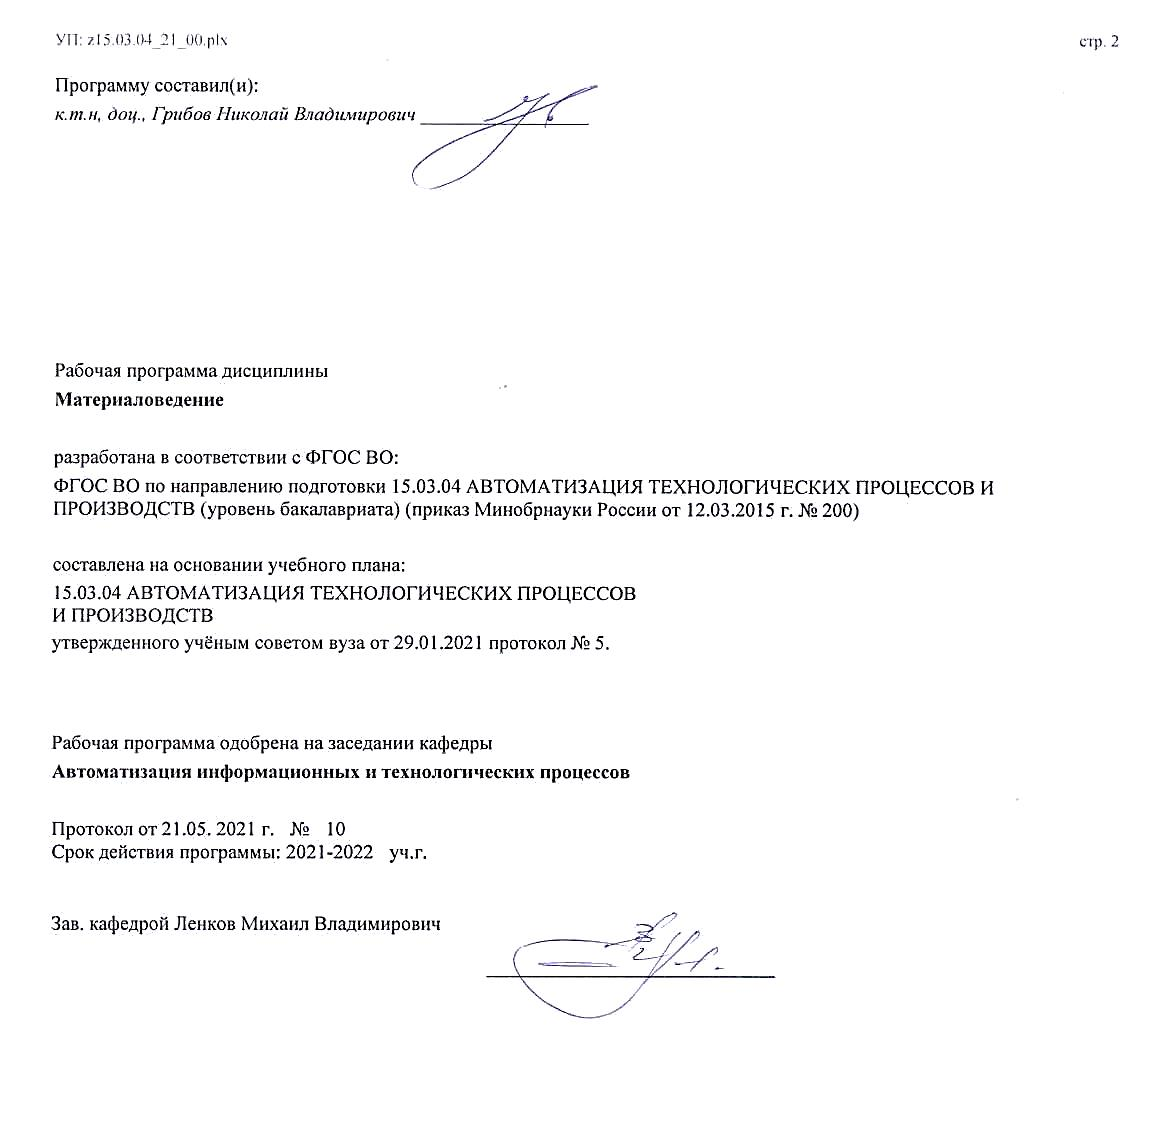 УП: z15.03.04_21_00.plx
стр. 2
Программу составил(и):
к.т.н, доц., Грибов Николай Владимирович
Рабочая программа дисциплины
Материаловедение
разработана в соответствии с ФГОС ВО:
ФГОС ВО по направлению подготовки 15.03.04 АВТОМАТИЗАЦИЯ ТЕХНОЛОГИЧЕСКИХ ПРОЦЕССОВ И
ПРОИЗВОДСТВ (уровень бакалавриата) (приказ Минобрнауки России от 12.03.2015 г. № 200)
составлена на основании учебного плана:
15.03.04 АВТОМАТИЗАЦИЯ ТЕХНОЛОГИЧЕСКИХ ПРОЦЕССОВ
И ПРОИЗВОДСТВ
утвержденного учёным советом вуза от 29.01.2021 протокол № 5.
Рабочая программа одобрена на заседании кафедры
Автоматизация информационных и технологических процессов
Протокол от 21.05. 2021 г. № 10
Срок действия программы: 2021-2022 уч.г.
Зав. кафедрой Ленков Михаил Владимирович